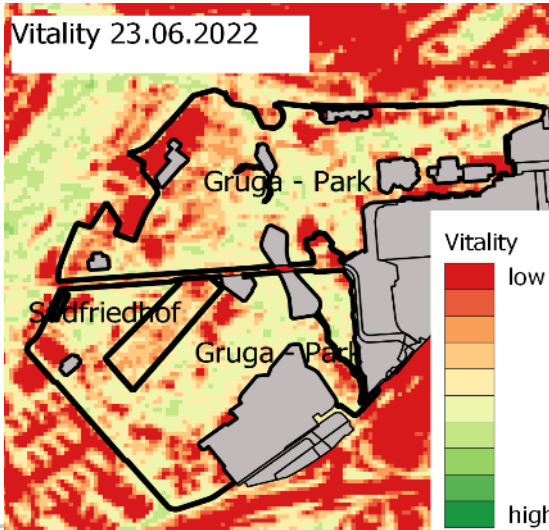 Vitality 23.06.2022
Gruga - Park
Vitality
low
Südfriedhof
Gruga - Park
high